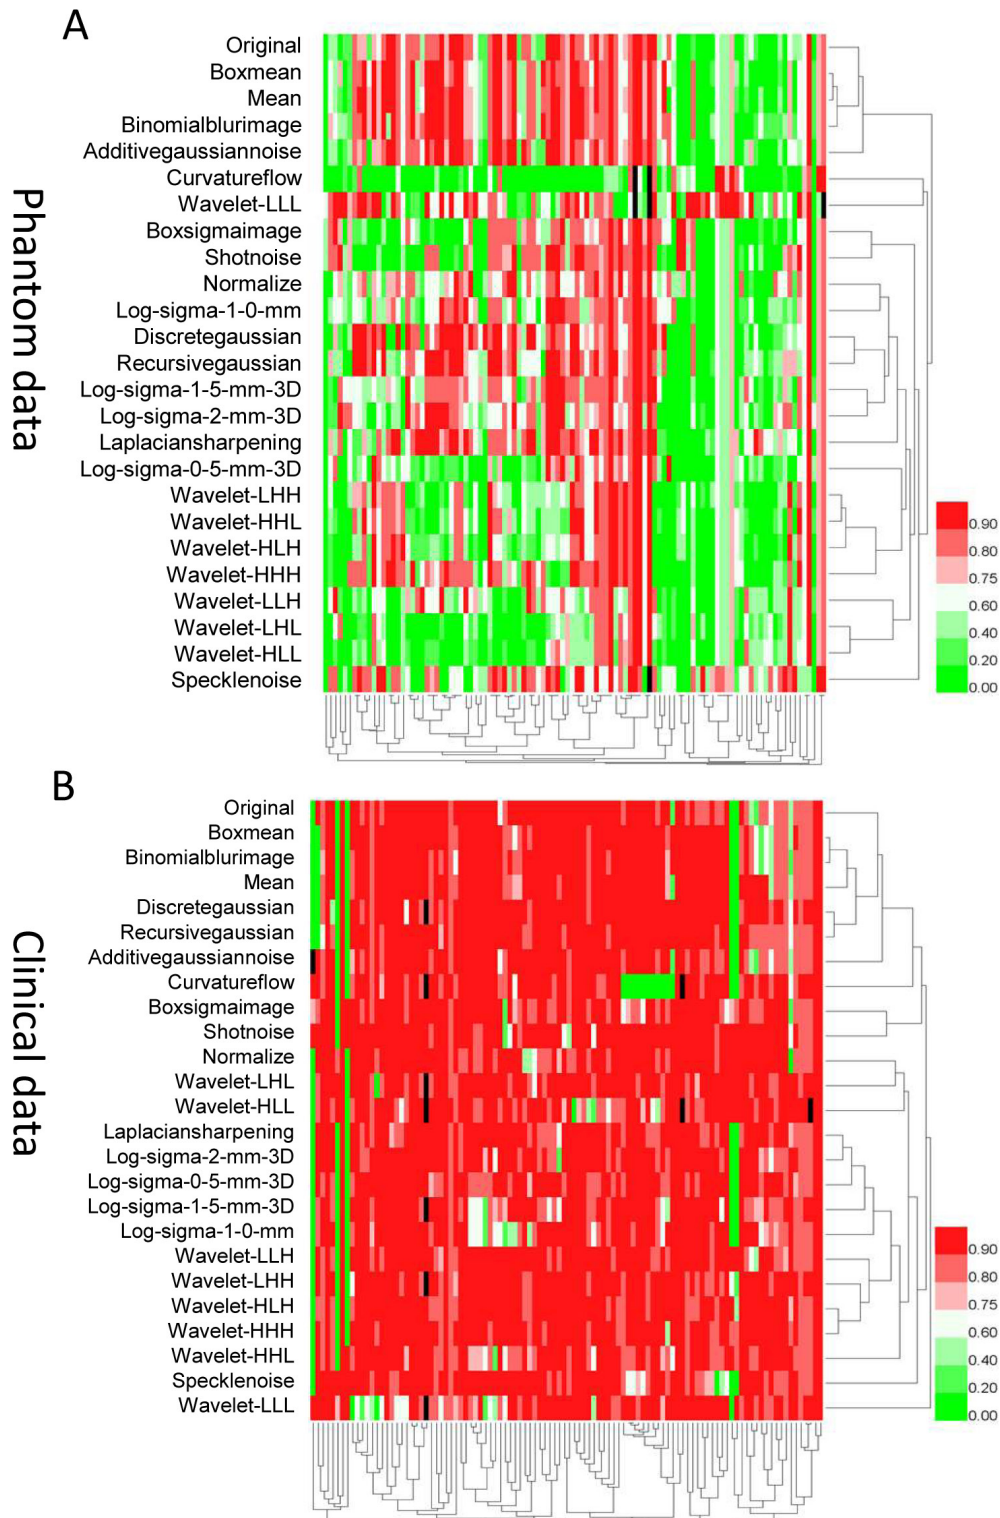 A
Phantom data
Original
Boxmean
Mean
Binomialblurimage
Additivegaussiannoise
Curvatureflow
Wavelet-LLL
Boxsigmaimage
Shotnoise
Normalize
Log-sigma-1-0-mm
Discretegaussian
Recursivegaussian
Log-sigma-1-5-mm-3D
Log-sigma-2-mm-3D
Laplaciansharpening
Log-sigma-0-5-mm-3D
Wavelet-LHH
Wavelet-HHL
Wavelet-HLH
Wavelet-HHH
Wavelet-LLH
Wavelet-LHL
Wavelet-HLL
Specklenoise
0.90
0.80
0.75
0.60
0.40
0.20
0.00
B
Clinical data
Original
Boxmean
Binomialblurimage
Mean
Discretegaussian
Recursivegaussian
Additivegaussiannoise
Curvatureflow
Boxsigmaimage
Shotnoise
Normalize
Wavelet-LHL
Wavelet-HLL
Laplaciansharpening
Log-sigma-2-mm-3D
Log-sigma-0-5-mm-3D
Log-sigma-1-5-mm-3D
Log-sigma-1-0-mm
Wavelet-LLH
Wavelet-LHH
Wavelet-HLH
Wavelet-HHH
Wavelet-HHL
Specklenoise
Wavelet-LLL
0.90
0.80
0.75
0.60
0.40
0.20
0.00